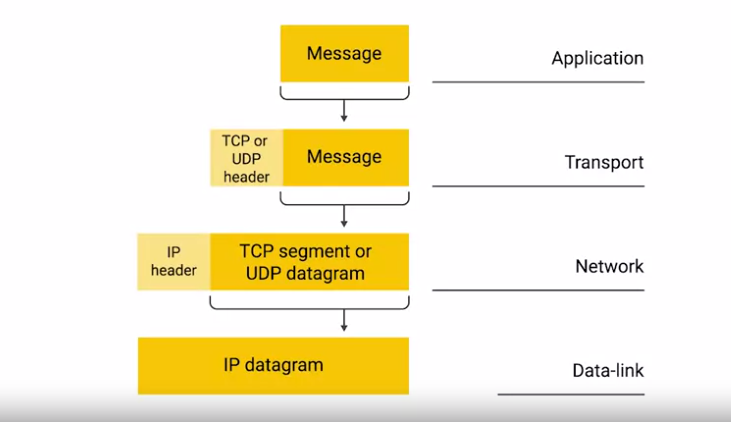 Message
Application
TCP or
UDP
header
Message
Transport
IP
header
TCP segment or
UDP datagram
Network
IP datagram
Data-link